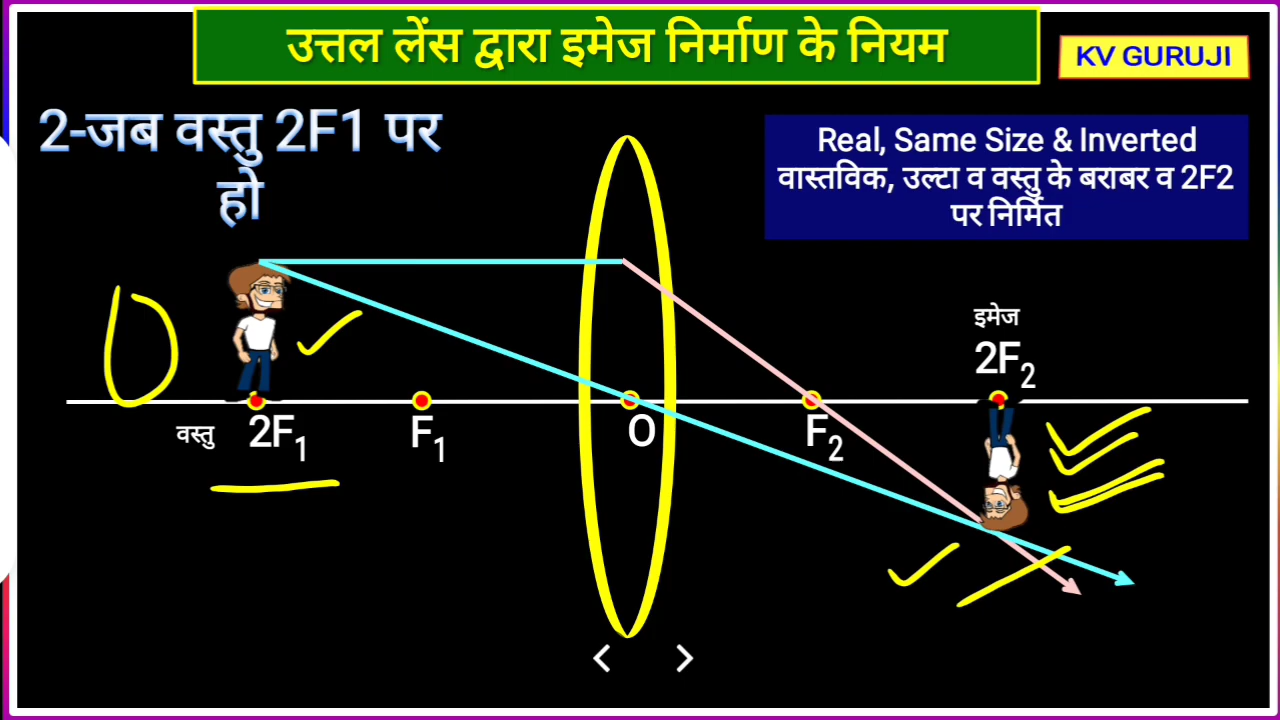 उत्तल लेंस द्वारा इमेज निर्माण के नियम
KV GURUJI
2-जब वस्तु 2F1 पर
हो
Real, Same Size & Inverted
वास्तविक, उल्टा व वस्तु के बराबर व 2F2
पर निर्मित
इमेज
2F₂
वस्तु 2F₁ F₁ O F₂